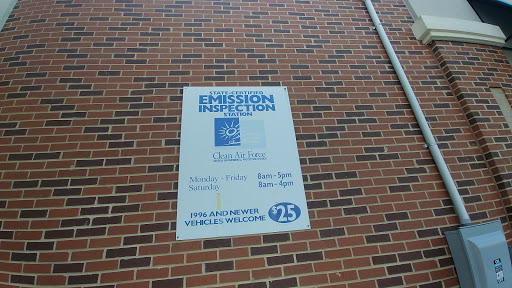 STATE-CERTIFIED
EMISSION
INSPECTION
STATION
Clean Air Force
Monday - Friday 8am-5pm
Saturday 8am-4pm
1996 AND NEWER
VEHICLES WELCOME $25